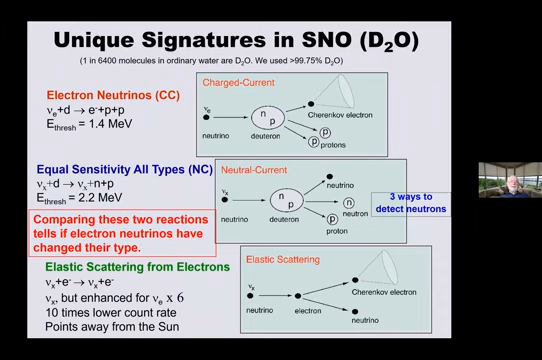 Unique Signatures in SNO (D₂O)
(1 in 6400 molecules in ordinary water are D₂O. We used >99.75% D₂O)
Electron Neutrinos (CC)
νe+d → e⁻+p+p
Ethresh = 1.4 MeV
Charged-Current
νe
neutrino
n
p
deuteron
Cherenkov electron
p
p
protons
Equal Sensitivity All Types (NC)
νx+d → νx+n+p
Ethresh = 2.2 MeV
Neutral-Current
νx
neutrino
n
p
deuteron
neutrino
n
neutron
p
proton
3 ways to
detect neutrons
Comparing these two reactions
tells if electron neutrinos have
changed their type.
Elastic Scattering from Electrons
νx+e⁻ → νx+e⁻
νx, but enhanced for νe x 6
10 times lower count rate
Points away from the Sun
Elastic Scattering
νx
neutrino
electron
Cherenkov electron
neutrino